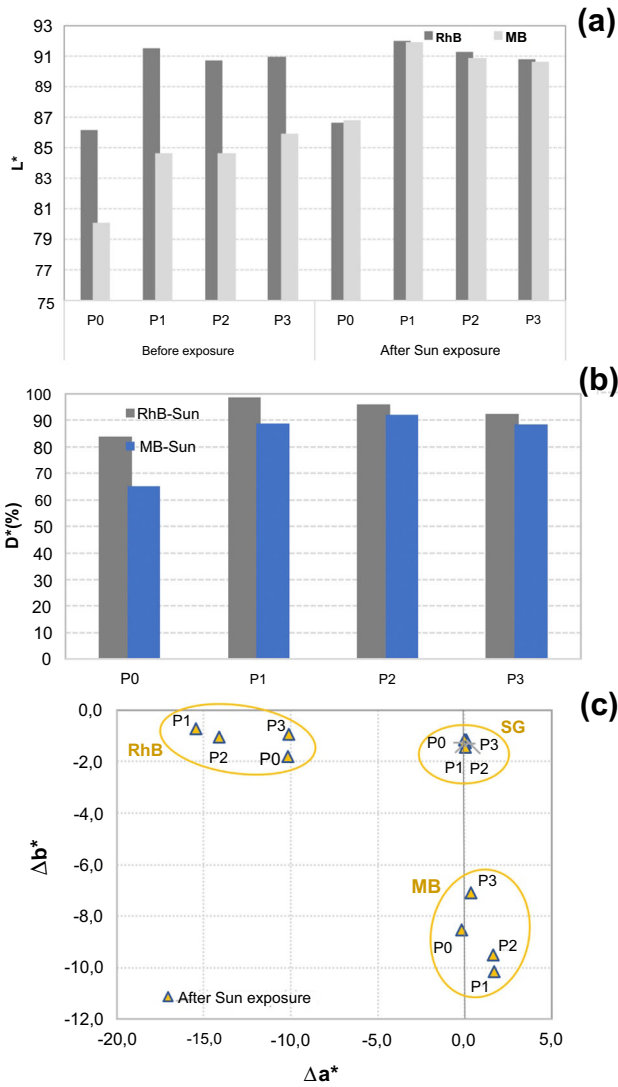 (a)
RhB MB
93
91
89
87
85
83
81
79
77
75
L*
P0 P1 P2 P3 P0 P1 P2 P3
Before exposure After Sun exposure
(b)
100
90
80
70
60
50
40
30
20
10
0
D*(%)
RhB-Sun
MB-Sun
P0 P1 P2 P3
(c)
0,0
-2,0
-4,0
-6,0
-8,0
-10,0
-12,0
Δb*
P1 P3
RhB P2 P0
SG
P0 P3
P1 P2
MB P3
P0 P2
P1
After Sun exposure
-20,0 -15,0 -10,0 -5,0 0,0 5,0
Δa*